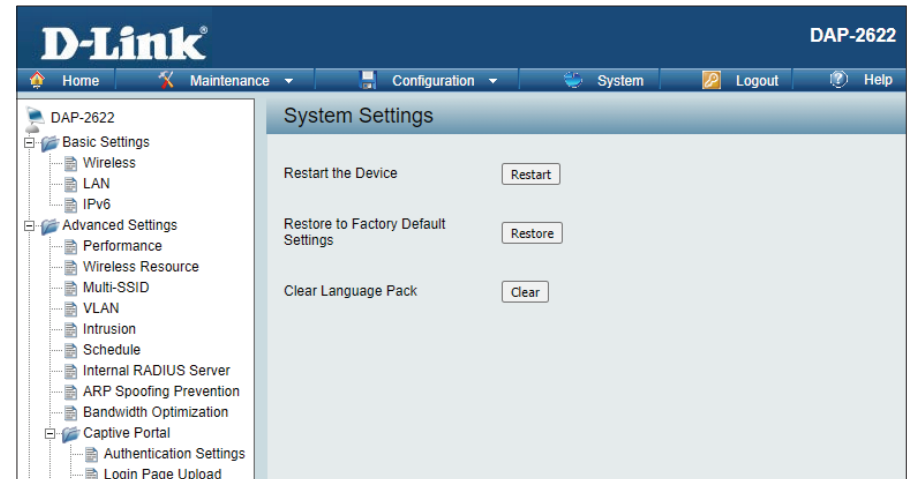 D-Link®
DAP-2622
Home Maintenance Configuration System Logout Help
DAP-2622
Basic Settings
Wireless
LAN
IPv6
Advanced Settings
Performance
Wireless Resource
Multi-SSID
VLAN
Intrusion
Schedule
Internal RADIUS Server
ARP Spoofing Prevention
Bandwidth Optimization
Captive Portal
Authentication Settings
Login Page Upload
System Settings
Restart the Device Restart
Restore to Factory Default
Settings Restore
Clear Language Pack Clear